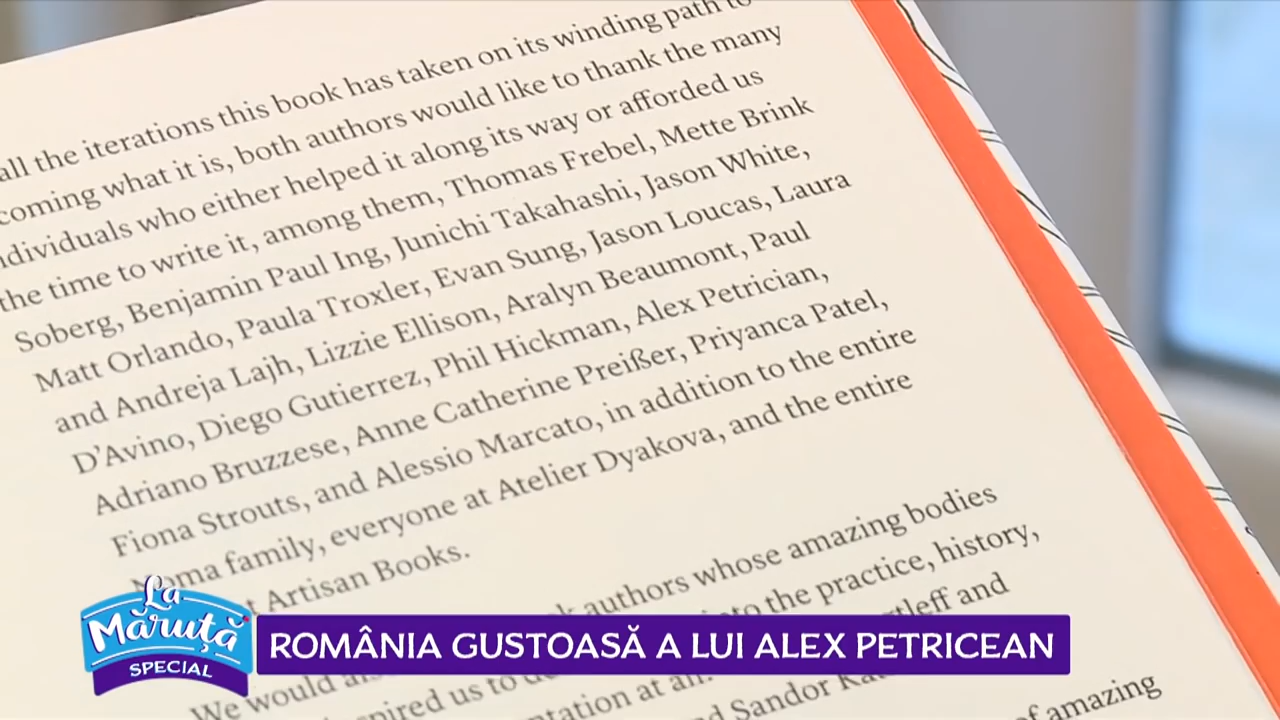 all the iterations this book has taken on its winding path to
coming what it is, both authors would like to thank the many
ndividuals who either helped it along its way or afforded us
the time to write it, among them, Thomas Frebel, Mette Brink
Soberg, Benjamin Paul Ing, Junichi Takahashi, Jason White,
Matt Orlando, Paula Troxler, Evan Sung, Jason Loucas, Laura
and Andreja Lajh, Lizzie Ellison, Aralyn Beaumont, Paul
D'Avino, Diego Gutierrez, Phil Hickman, Alex Petrician,
Adriano Bruzzese, Anne Catherine Preißer, Priyanca Patel,
Fiona Strouts, and Alessio Marcato, in addition to the entire
Noma family, everyone at Atelier Dyakova, and the entire
Artisan Books.
authors whose amazing bodies
the practice, history,
and
We would
spired us to
at
and Sandor
of amazing
La
Măruță
SPECIAL
ROMÂNIA GUSTOASĂ A LUI ALEX PETRICEAN